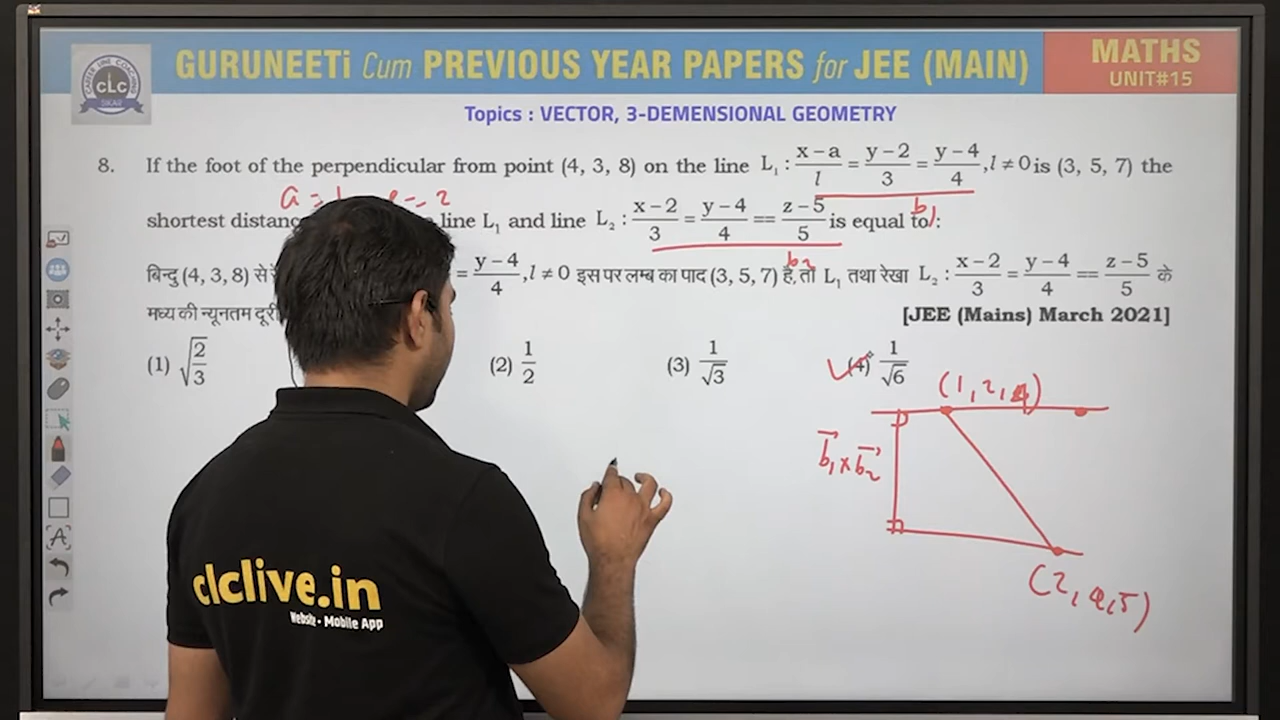 CLC
SIKAR
GURUNEETi Cum PREVIOUS YEAR PAPERS for JEE (MAIN)
MATHS
UNIT#15
Topics : VECTOR, 3-DEMENSIONAL GEOMETRY
8. If the foot of the perpendicular from point (4, 3, 8) on the line L₁ : (x−a)/l = (y−2)/3 = (y−4)/4, l ≠ 0 is (3, 5, 7) the
a =
2
shortest line L₁ and line L₂ : (x−2)/3 = (y−4)/4 == (z−5)/5 is equal to :
b₁
b₂
बिन्दु (4, 3, 8) से = (y−4)/4, l ≠ 0 इस पर लम्ब का पाद (3, 5, 7) है, तो L₁ तथा रेखा L₂ : (x−2)/3 = (y−4)/4 == (z−5)/5 के
मध्य की न्यूनतम दूरी
[JEE (Mains) March 2021]
(1) √(2/3) (2) 1/2 (3) 1/√3 (4) 1/√6
(1, 2, 4)
b⃗₁ × b⃗₂
(2, 4, 5)
clclive.in
Website • Mobile App